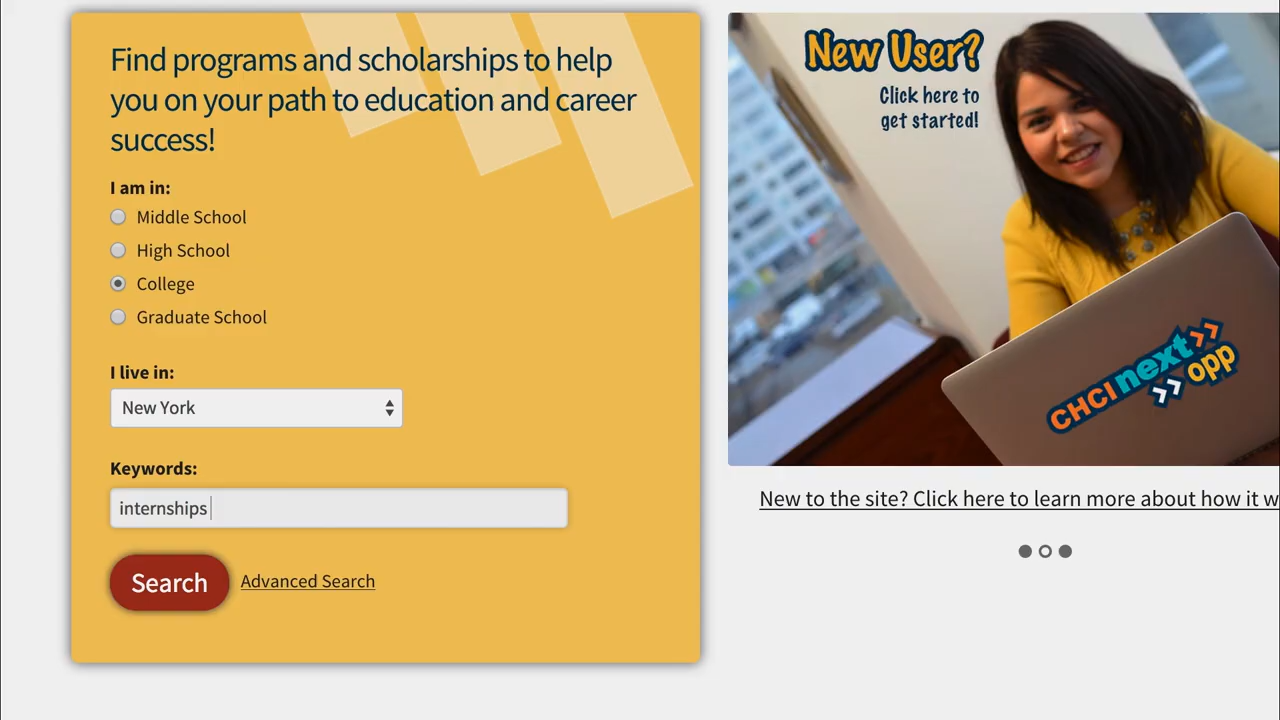 Find programs and scholarships to help
you on your path to education and career
success!
I am in:
Middle School
High School
College
Graduate School
I live in:
New York
Keywords:
internships
Search
Advanced Search
New User?
Click here to
get started!
CHCI next
opp
New to the site? Click here to learn more about how it